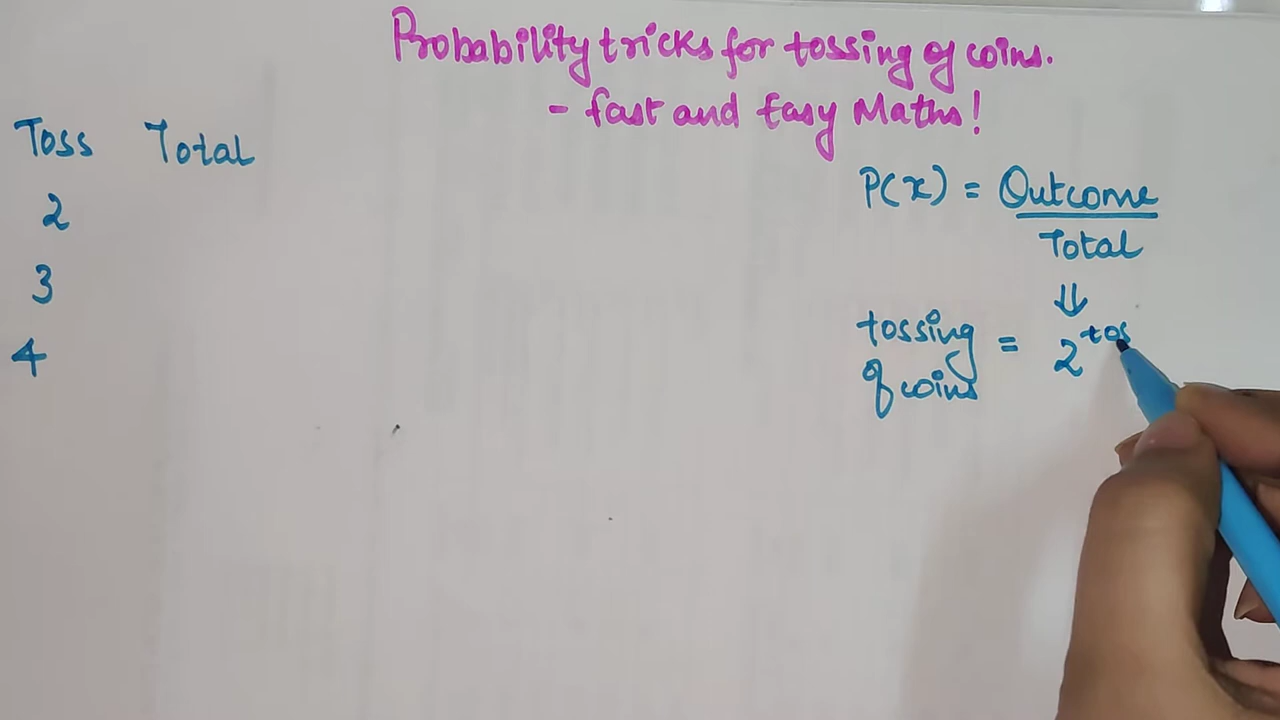 Probability tricks for tossing of coins.
- fast and Easy Maths!
Toss Total
2
3
4
P(x) = Outcome
Total
⇓
tossing
of coins = 2^tos